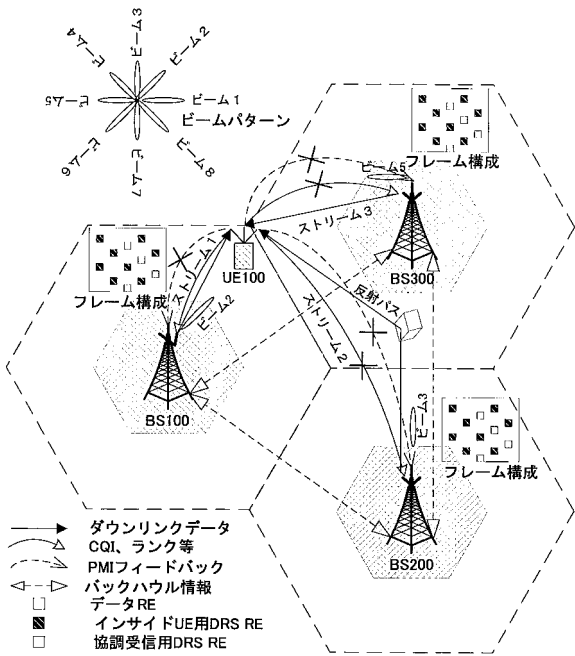 ビーム3
ビーム4
ビーム2
ビーム5
ビーム1
ビームパターン
ビーム6
ビーム8
ビーム7
フレーム構成
ビーム5
ストリーム3
UE100
BS300
フレーム構成
ストリーム1
ビーム2
反射パス
ストリーム2
BS100
ビーム3
フレーム構成
BS200
ダウンリンクデータ
CQI、ランク等
PMIフィードバック
バックハウル情報
データRE
インサイドUE用DRS RE
協調受信用DRS RE